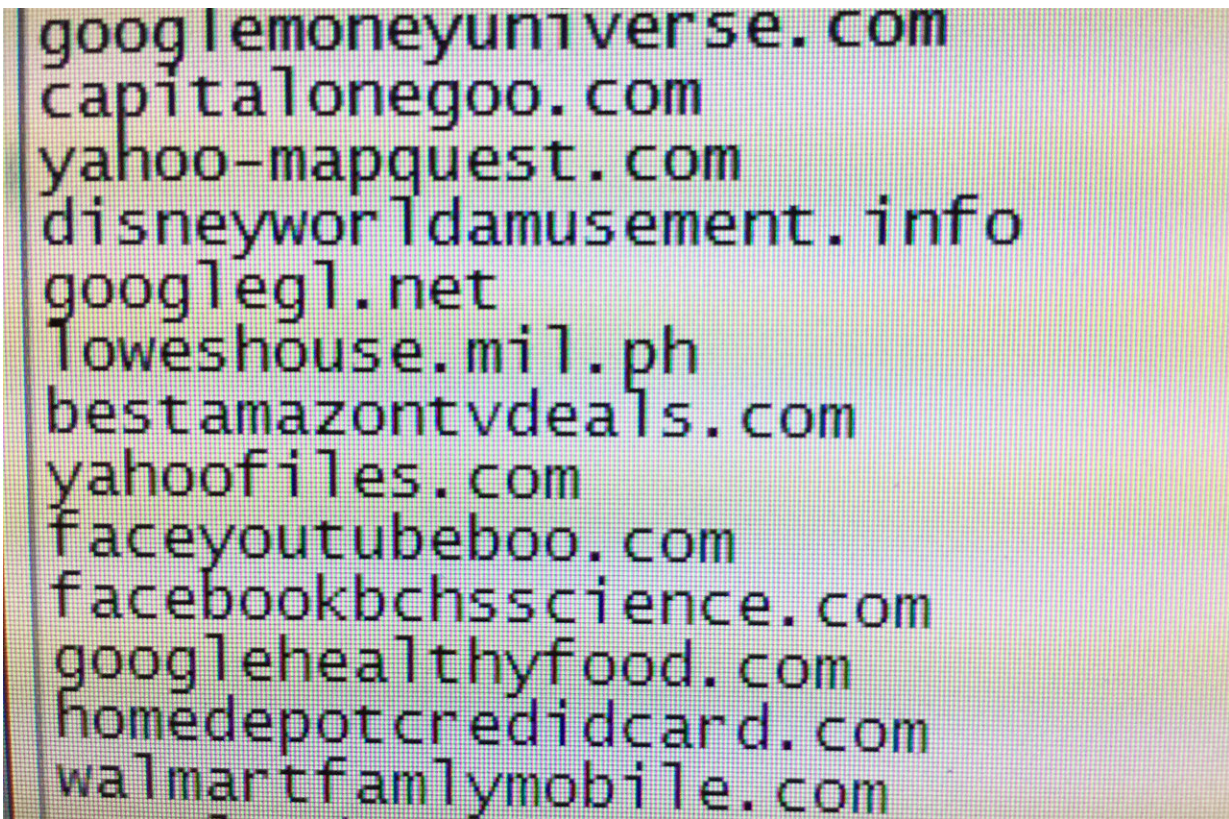 googlemoneyuniverse.com
capitalonegoo.com
yahoo-mapquest.com
disneyworldamusement.info
googlegl.net
loweshouse.mil.ph
bestamazontvdeals.com
yahoofiles.com
faceyoutubeboo.com
facebookbchsscience.com
googlehealthyfood.com
homedepotcredidcard.com
walmartfamlymobile.com